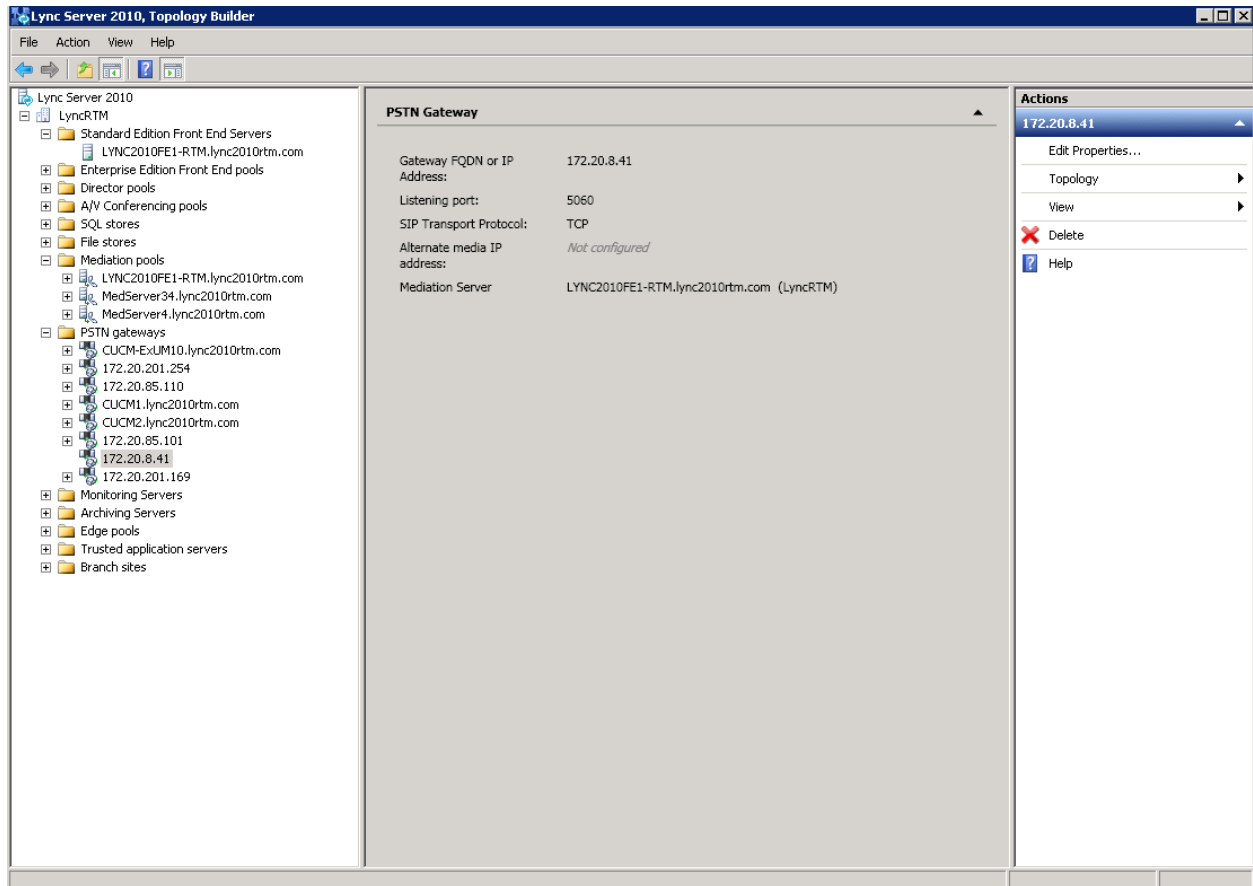 Lync Server 2010, Topology Builder
File Action View Help
Lync Server 2010
LyncRTM
Standard Edition Front End Servers
LYNC2010FE1-RTM.lync2010rtm.com
Enterprise Edition Front End pools
Director pools
A/V Conferencing pools
SQL stores
File stores
Mediation pools
LYNC2010FE1-RTM.lync2010rtm.com
MedServer34.lync2010rtm.com
MedServer4.lync2010rtm.com
PSTN gateways
CUCM-ExUM10.lync2010rtm.com
172.20.201.254
172.20.85.110
CUCM1.lync2010rtm.com
CUCM2.lync2010rtm.com
172.20.85.101
172.20.8.41
172.20.201.169
Monitoring Servers
Archiving Servers
Edge pools
Trusted application servers
Branch sites
PSTN Gateway
Gateway FQDN or IP 172.20.8.41
Address:
Listening port: 5060
SIP Transport Protocol: TCP
Alternate media IP Not configured
address:
Mediation Server LYNC2010FE1-RTM.lync2010rtm.com (LyncRTM)
Actions
172.20.8.41
Edit Properties...
Topology
View
Delete
Help